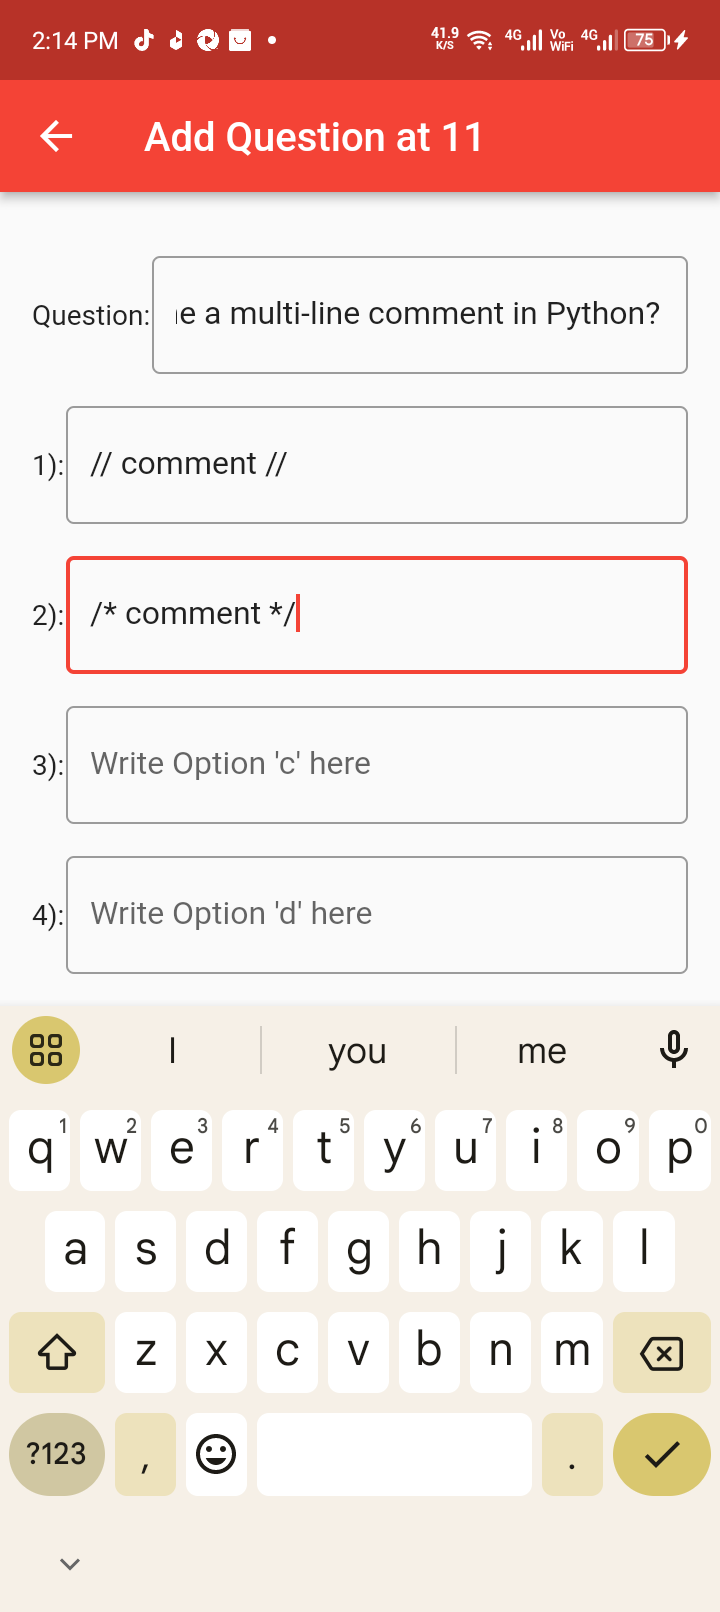 2:14 PM 41.9 K/S 4G Vo WiFi 4G 75
Add Question at 11
Question: e a multi-line comment in Python?
1): // comment //
2): /* comment */
3): Write Option 'c' here
4): Write Option 'd' here
I you me
q1 w2 e3 r4 t5 y6 u7 i8 o9 p0
a s d f g h j k l
z x c v b n m
?123 , .